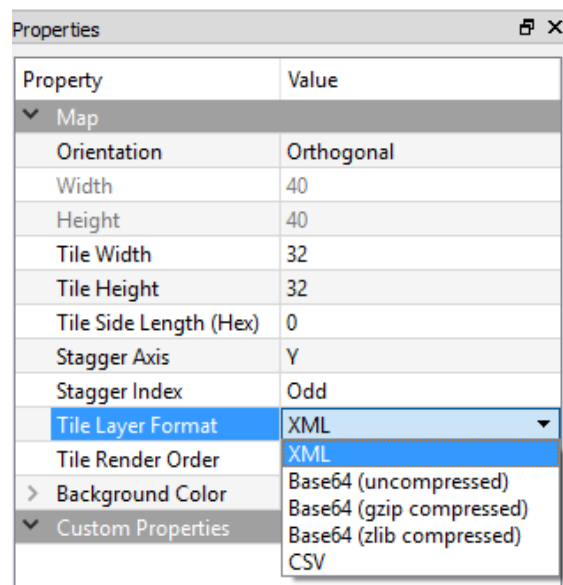 Properties
Property Value
Map
Orientation Orthogonal
Width 40
Height 40
Tile Width 32
Tile Height 32
Tile Side Length (Hex) 0
Stagger Axis Y
Stagger Index Odd
Tile Layer Format XML
Tile Render Order XML
Base64 (uncompressed)
Background Color Base64 (gzip compressed)
Custom Properties Base64 (zlib compressed)
CSV